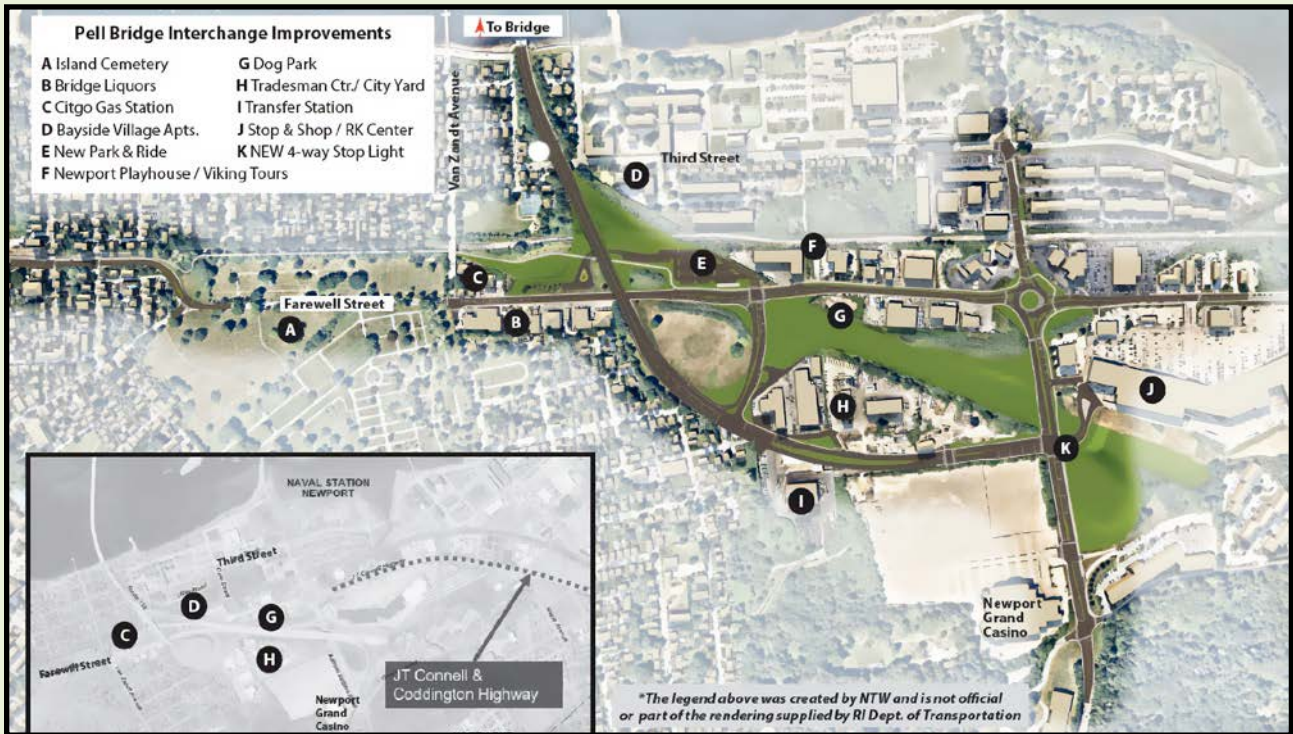 Pell Bridge Interchange Improvements
A Island Cemetery
B Bridge Liquors
C Citgo Gas Station
D Bayside Village Apts.
E New Park & Ride
F Newport Playhouse / Viking Tours
G Dog Park
H Tradesman Ctr./ City Yard
I Transfer Station
J Stop & Shop / RK Center
K NEW 4-way Stop Light
To Bridge
Van Zandt Avenue
Third Street
D
E
F
C
Farewell Street
A
B
G
H
J
K
I
Newport
Grand
Casino
NAVAL STATION
NEWPORT
Third Street
D
G
C
H
Farewell Street
JT Connell &
Coddington Highway
Newport
Grand
Casino
*The legend above was created by NTW and is not official
or part of the rendering supplied by RI Dept. of Transportation